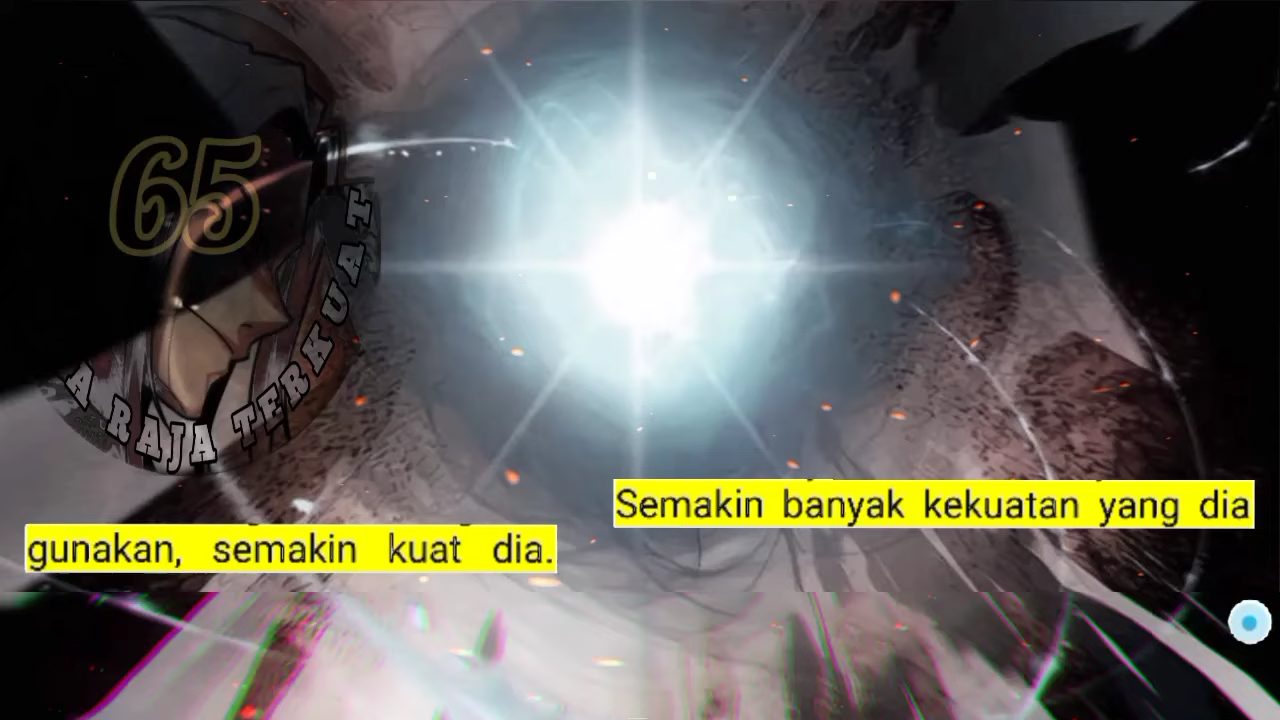 65
A RAJA TERKUAT
Semakin banyak kekuatan yang dia
gunakan, semakin kuat dia.